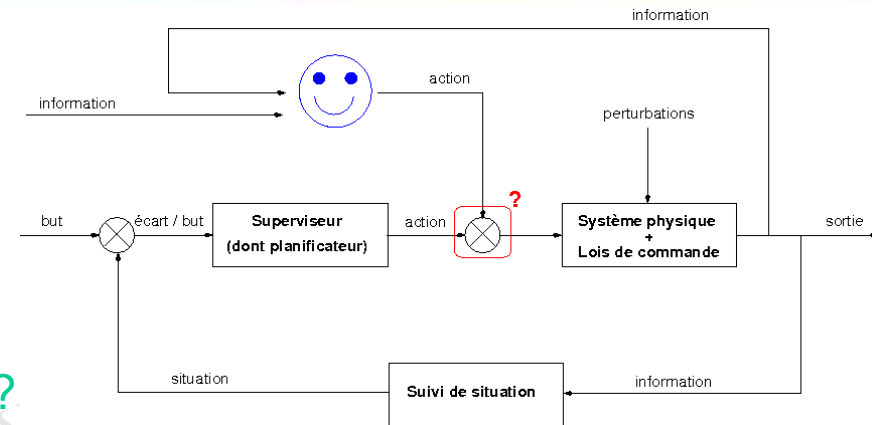 information
action
information
perturbations
?
but
écart / but
Superviseur
(dont planificateur)
action
Système physique
+
Lois de commande
sortie
?
situation
Suivi de situation
information